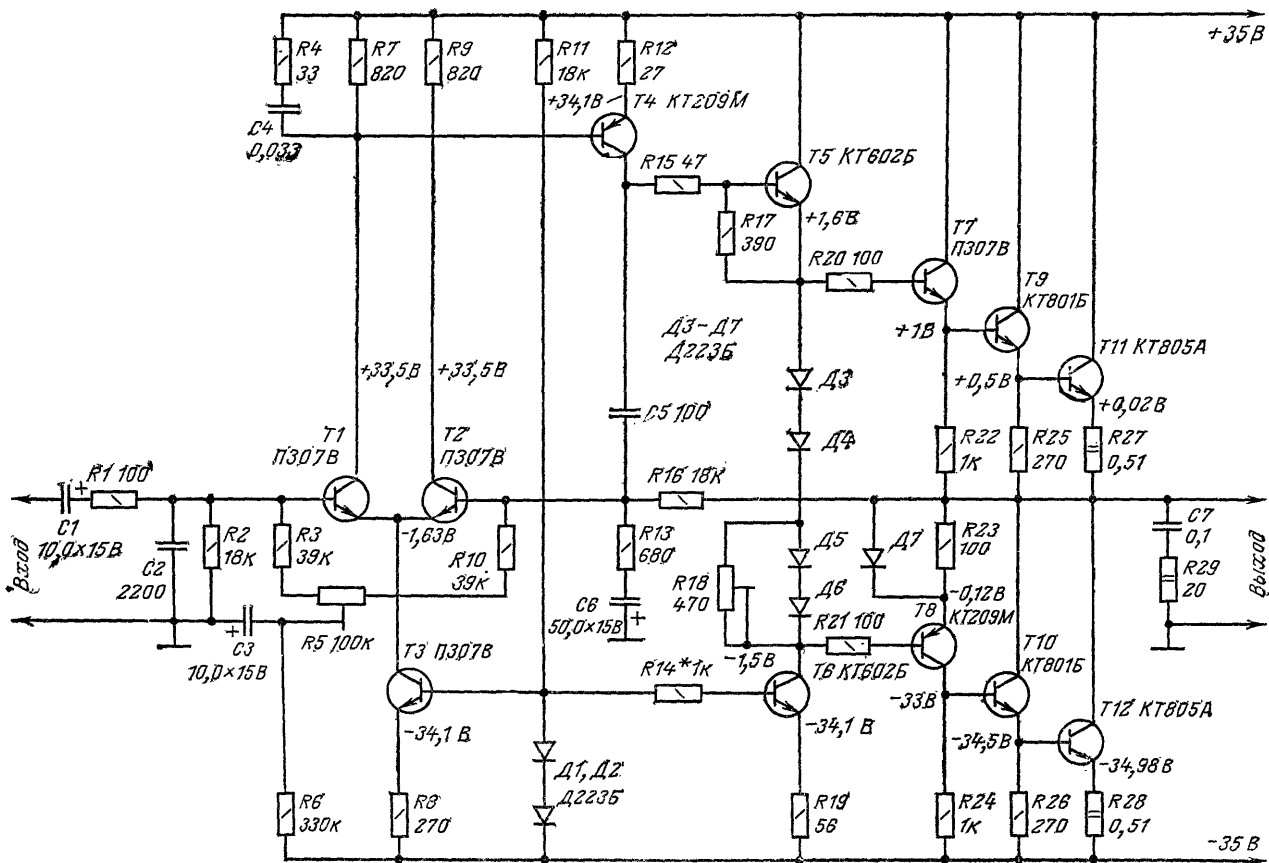 +35 В
R4
33
R7
820
R9
820
R11
18к
R12
27
+34,1В
T4 КТ209М
C4
0,033
R15 47
T5 КТ602Б
+1,6В
R17
390
R20 100
T7
П307В
T9
КТ801Б
+1В
Д3-Д7
Д223Б
T11 КТ805А
+33,5В
+33,5В
Д3
+0,5В
+0,02В
C5 100
T1
П307В
T2
П307В
Д4
R22
1к
R25
270
R27
0,51
R1 100
R16 18к
C1
10,0×15В
-1,63В
Вход
C2
2200
R2
18к
R3
39к
R10
39к
R13
680
Д5
Д7
R23
100
C7
0,1
R29
20
Выход
R18
470
Д6
-0,12В
C6
50,0×15В
R21 100
T8
КТ209М
C3
10,0×15В
R5 100к
-1,5В
T3 П307В
R14* 1к
T6 КТ602Б
T10
КТ801Б
-33В
-34,1 В
-34,1 В
-34,5В
T12 КТ805А
-34,98В
Д1, Д2
Д223Б
R6
330к
R8
270
R19
56
R24
1к
R26
270
R28
0,51
-35 В